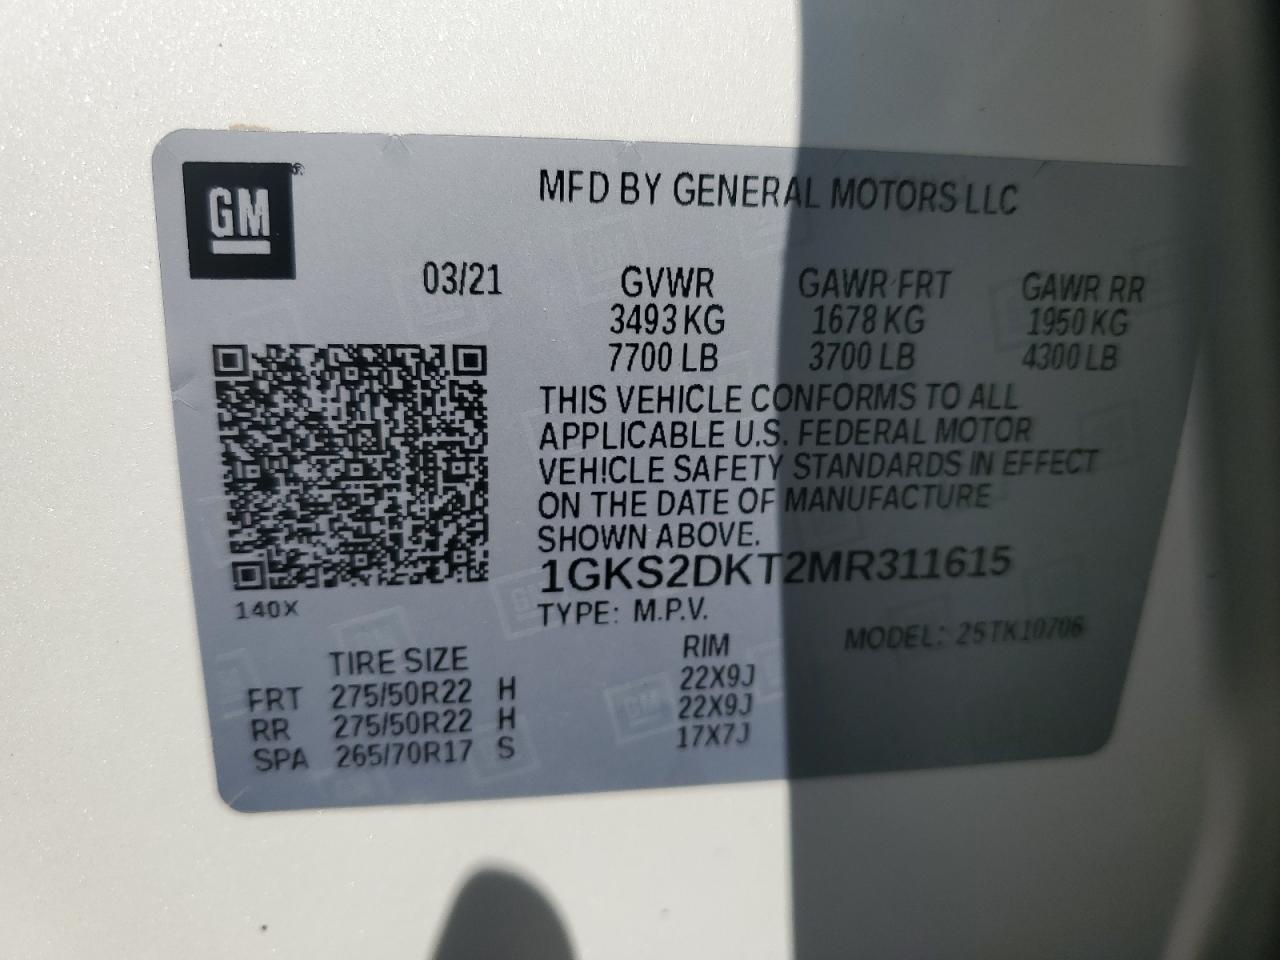 GM
MFD BY GENERAL MOTORS LLC
03/21 GVWR GAWR FRT GAWR RR
3493 KG 1678 KG 1950 KG
7700 LB 3700 LB 4300 LB
THIS VEHICLE CONFORMS TO ALL
APPLICABLE U.S. FEDERAL MOTOR
VEHICLE SAFETY STANDARDS IN EFFECT
ON THE DATE OF MANUFACTURE
SHOWN ABOVE.
1GKS2DKT2MR311615
140X
TYPE: M.P.V.
MODEL: 2STK10706
TIRE SIZE RIM
FRT 275/50R22 H 22X9J
RR 275/50R22 H 22X9J
SPA 265/70R17 S 17X7J